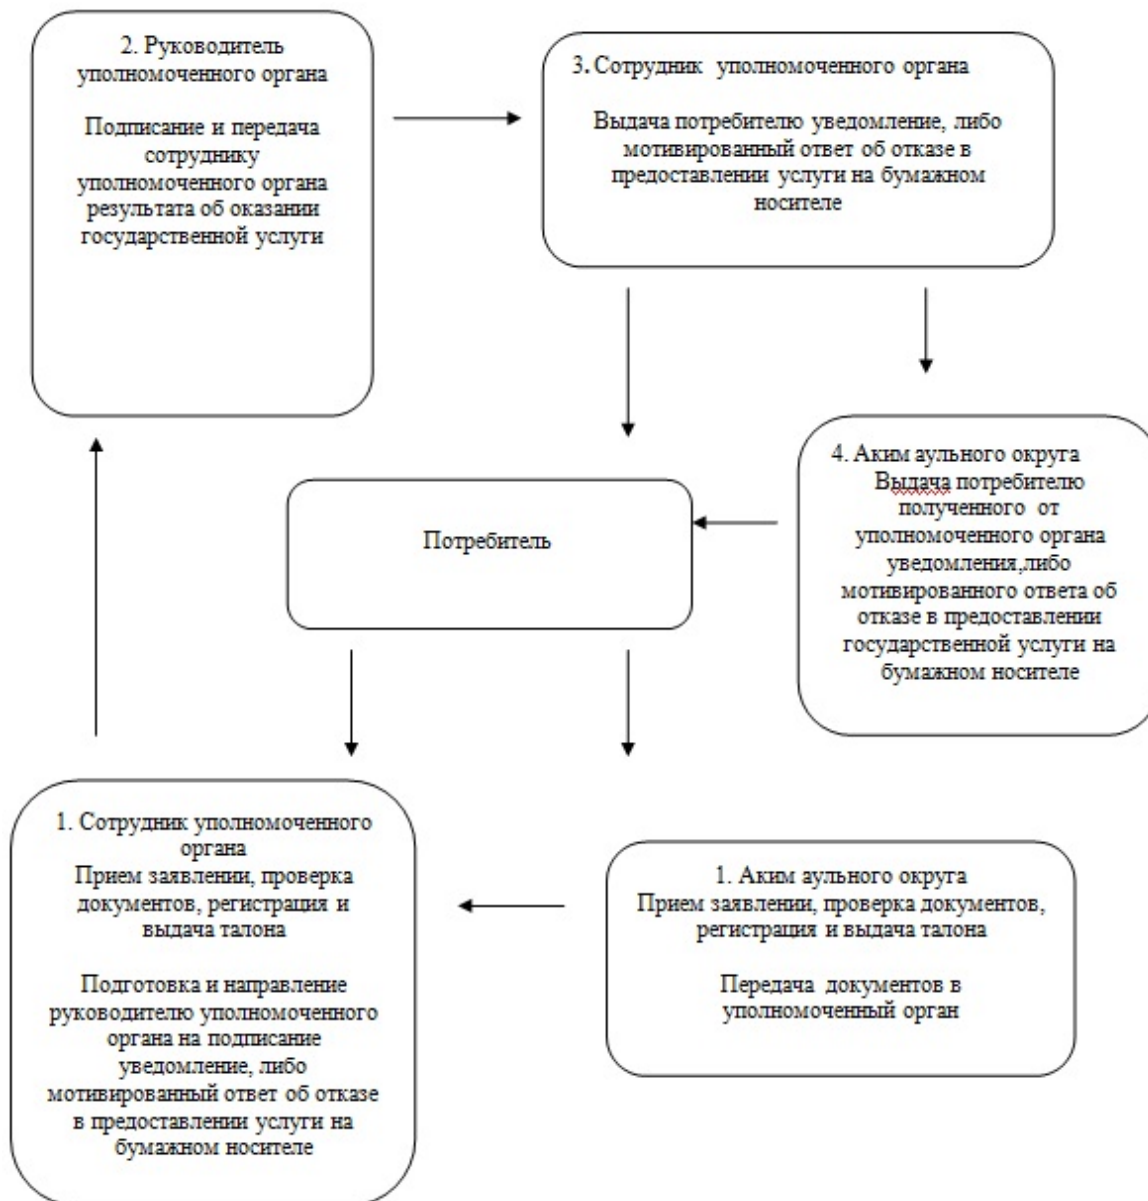 2. Руководитель
уполномоченного органа
Подписание и передача
сотруднику
уполномоченного органа
результата об оказании
государственной услуги
3. Сотрудник уполномоченного органа
Выдача потребителю уведомление, либо
мотивированный ответ об отказе в
предоставлении услуги на бумажном
носителе
4. Аким аульного округа
Выдача потребителю
полученного от
уполномоченного органа
уведомления,либо
мотивированного ответа об
отказе в предоставлении
государственной услуги на
бумажном носителе
Потребитель
1. Сотрудник уполномоченного
органа
Прием заявлении, проверка
документов, регистрация и
выдача талона
Подготовка и направление
руководителю уполномоченного
органа на подписание
уведомление, либо
мотивированный ответ об отказе
в предоставлении услуги на
бумажном носителе
1. Аким аульного округа
Прием заявлении, проверка документов,
регистрация и выдача талона
Передача документов в
уполномоченный орган